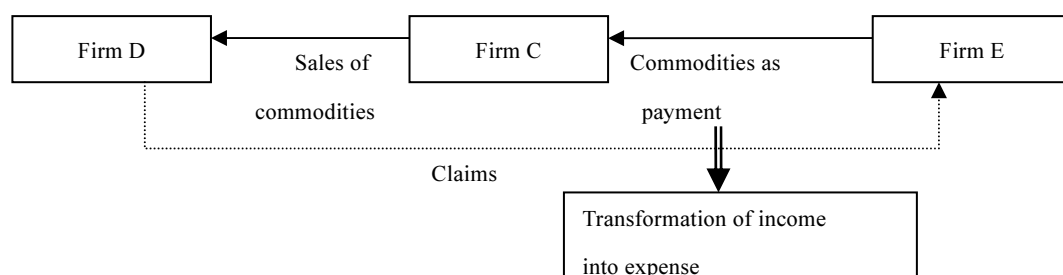 Firm D
Firm C
Firm E
Sales of
commodities
Commodities as
payment
Claims
Transformation of income
into expense